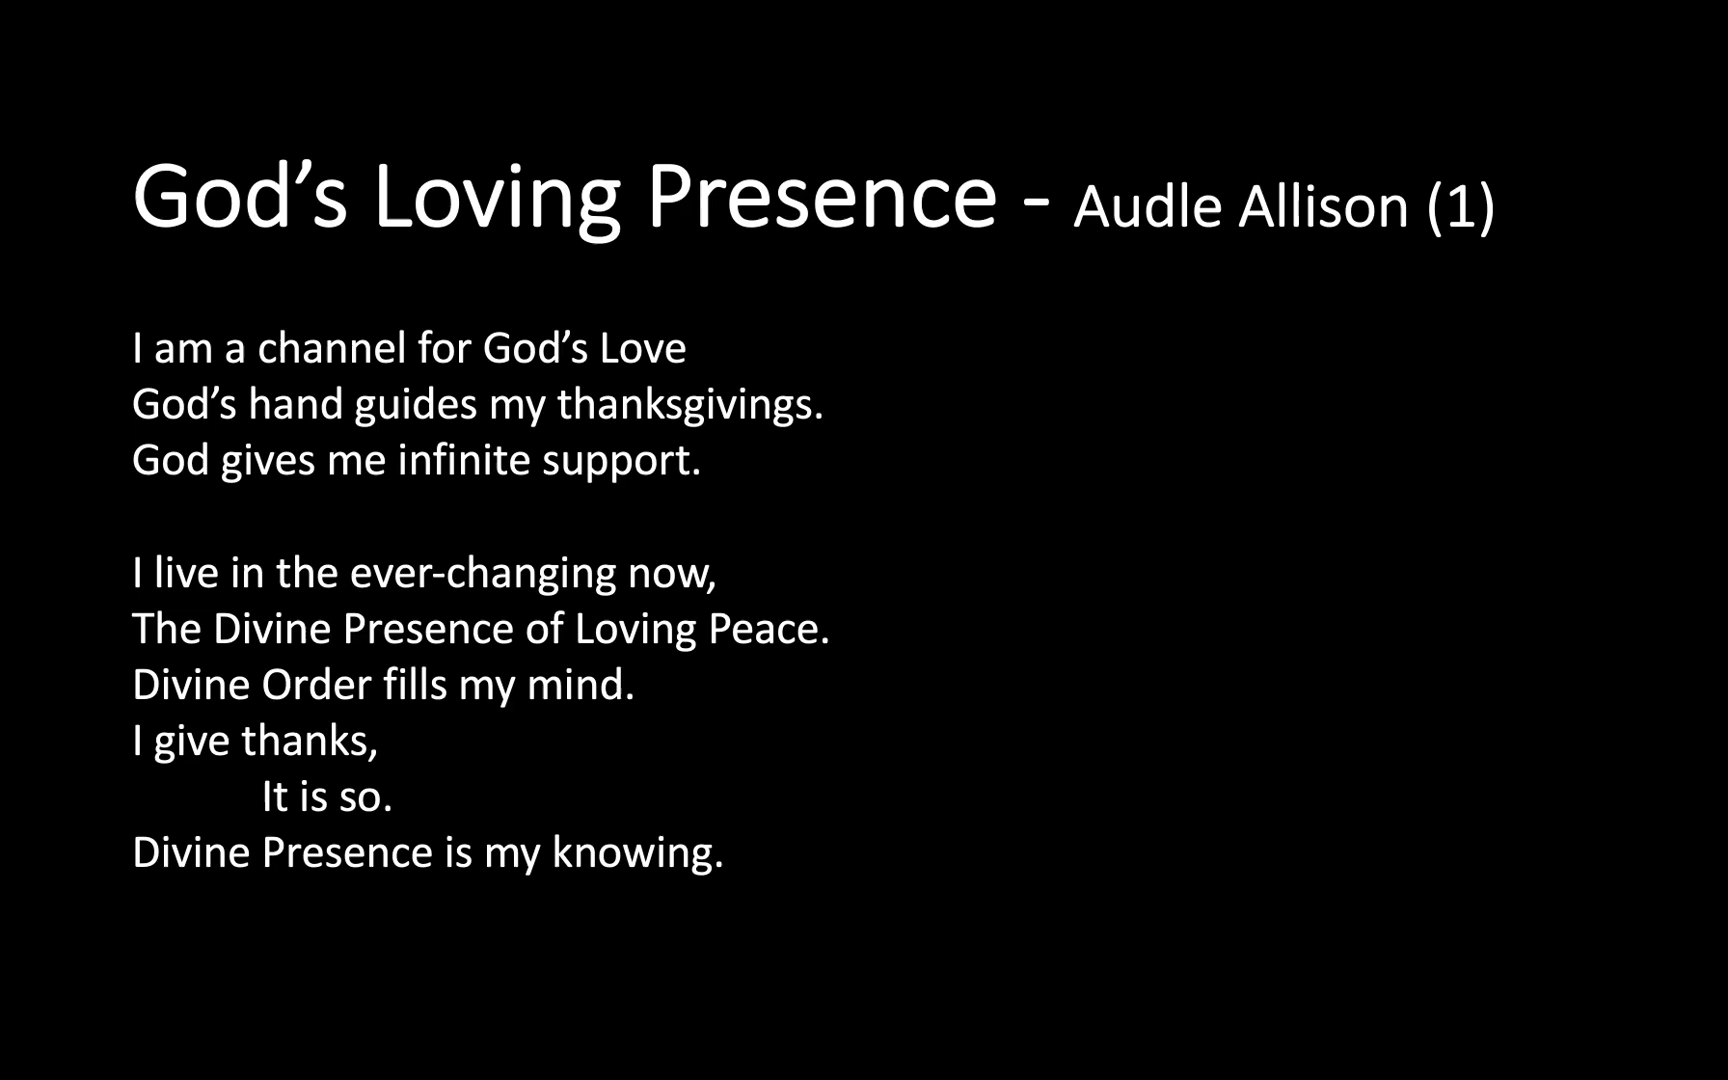 God’s Loving Presence - Audle Allison (1)
I am a channel for God’s Love
God’s hand guides my thanksgivings.
God gives me infinite support.
I live in the ever-changing now,
The Divine Presence of Loving Peace.
Divine Order fills my mind.
I give thanks,
It is so.
Divine Presence is my knowing.